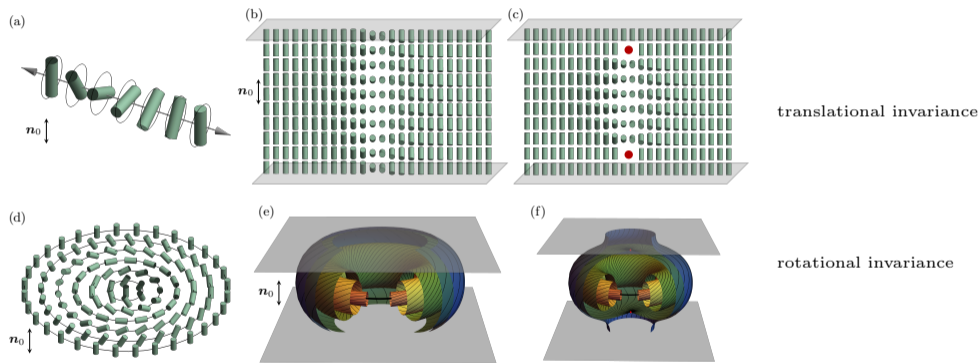 (a)
n₀
(b)
n₀
(c)
translational invariance
(d)
n₀
(e)
n₀
(f)
rotational invariance